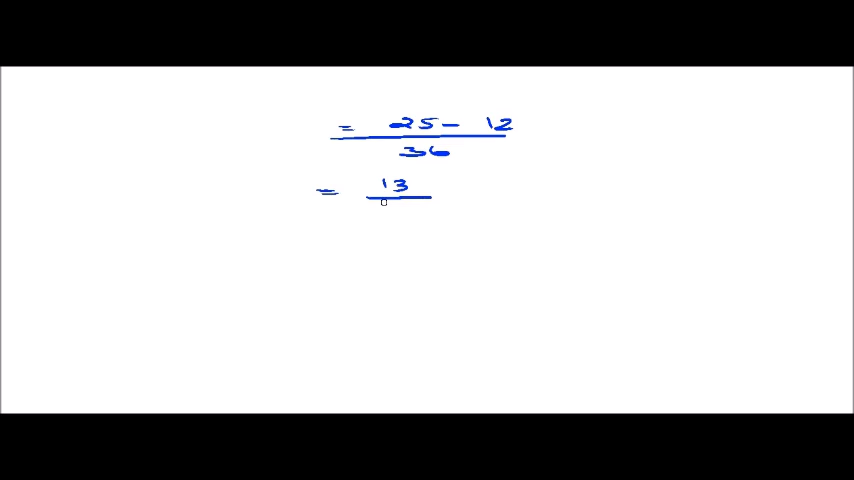 = 25 - 12
36
= 13